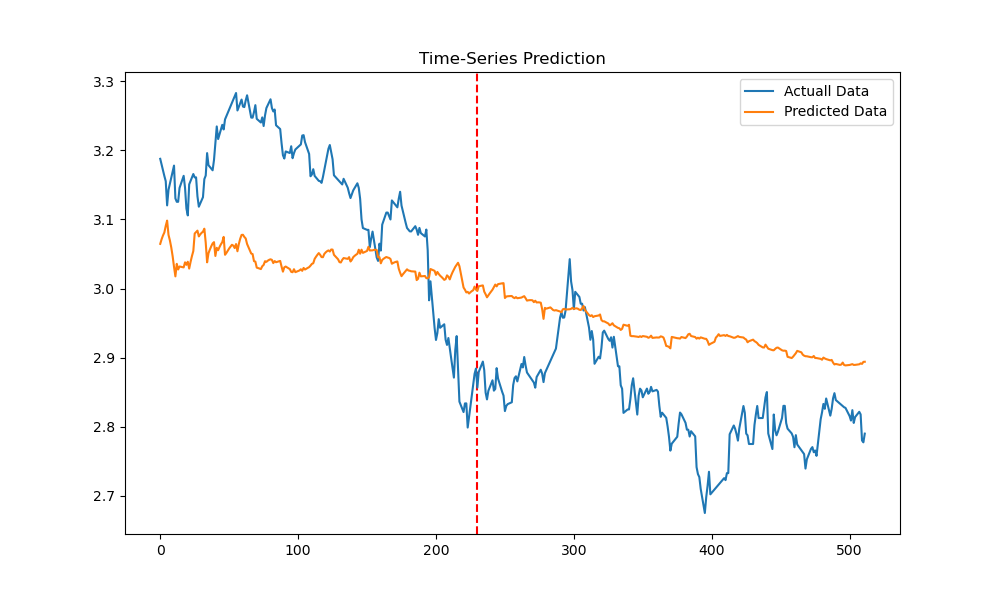 Time-Series Prediction
Actuall Data
Predicted Data
3.3
3.2
3.1
3.0
2.9
2.8
2.7
0 100 200 300 400 500